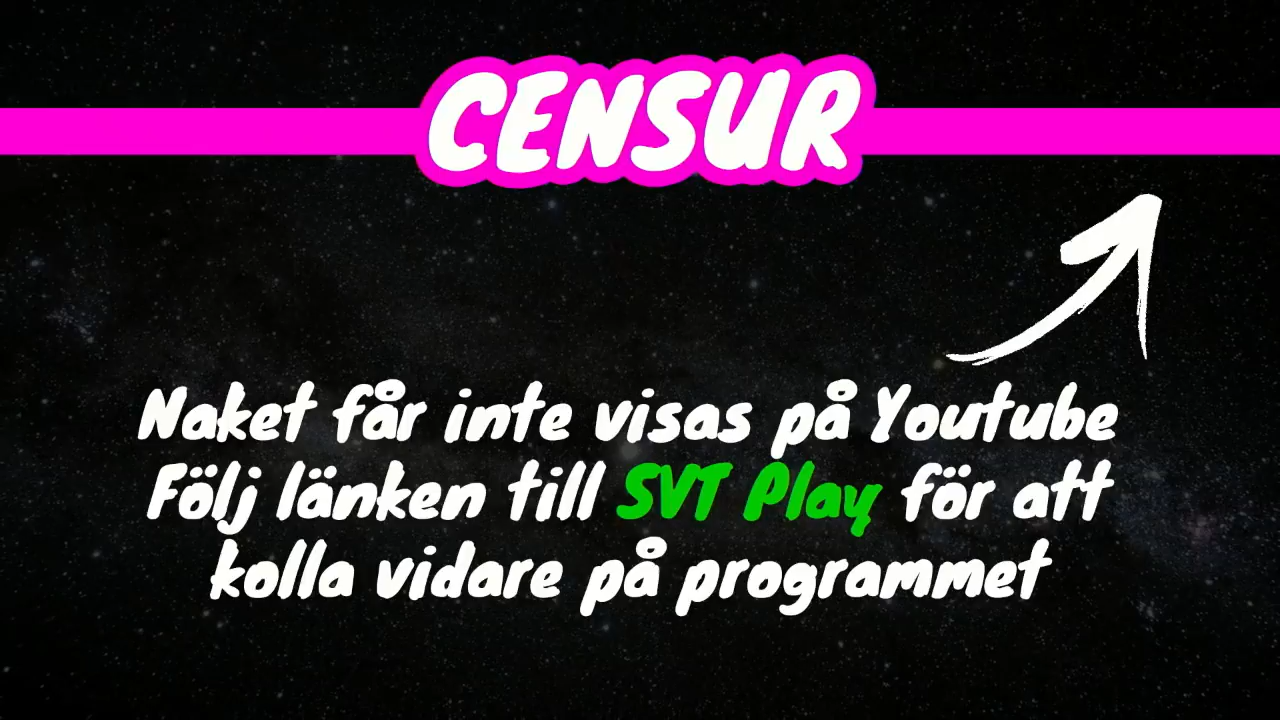 CENSUR
Naket får inte visas på Youtube
Följ länken till SVT Play för att
kolla vidare på programmet